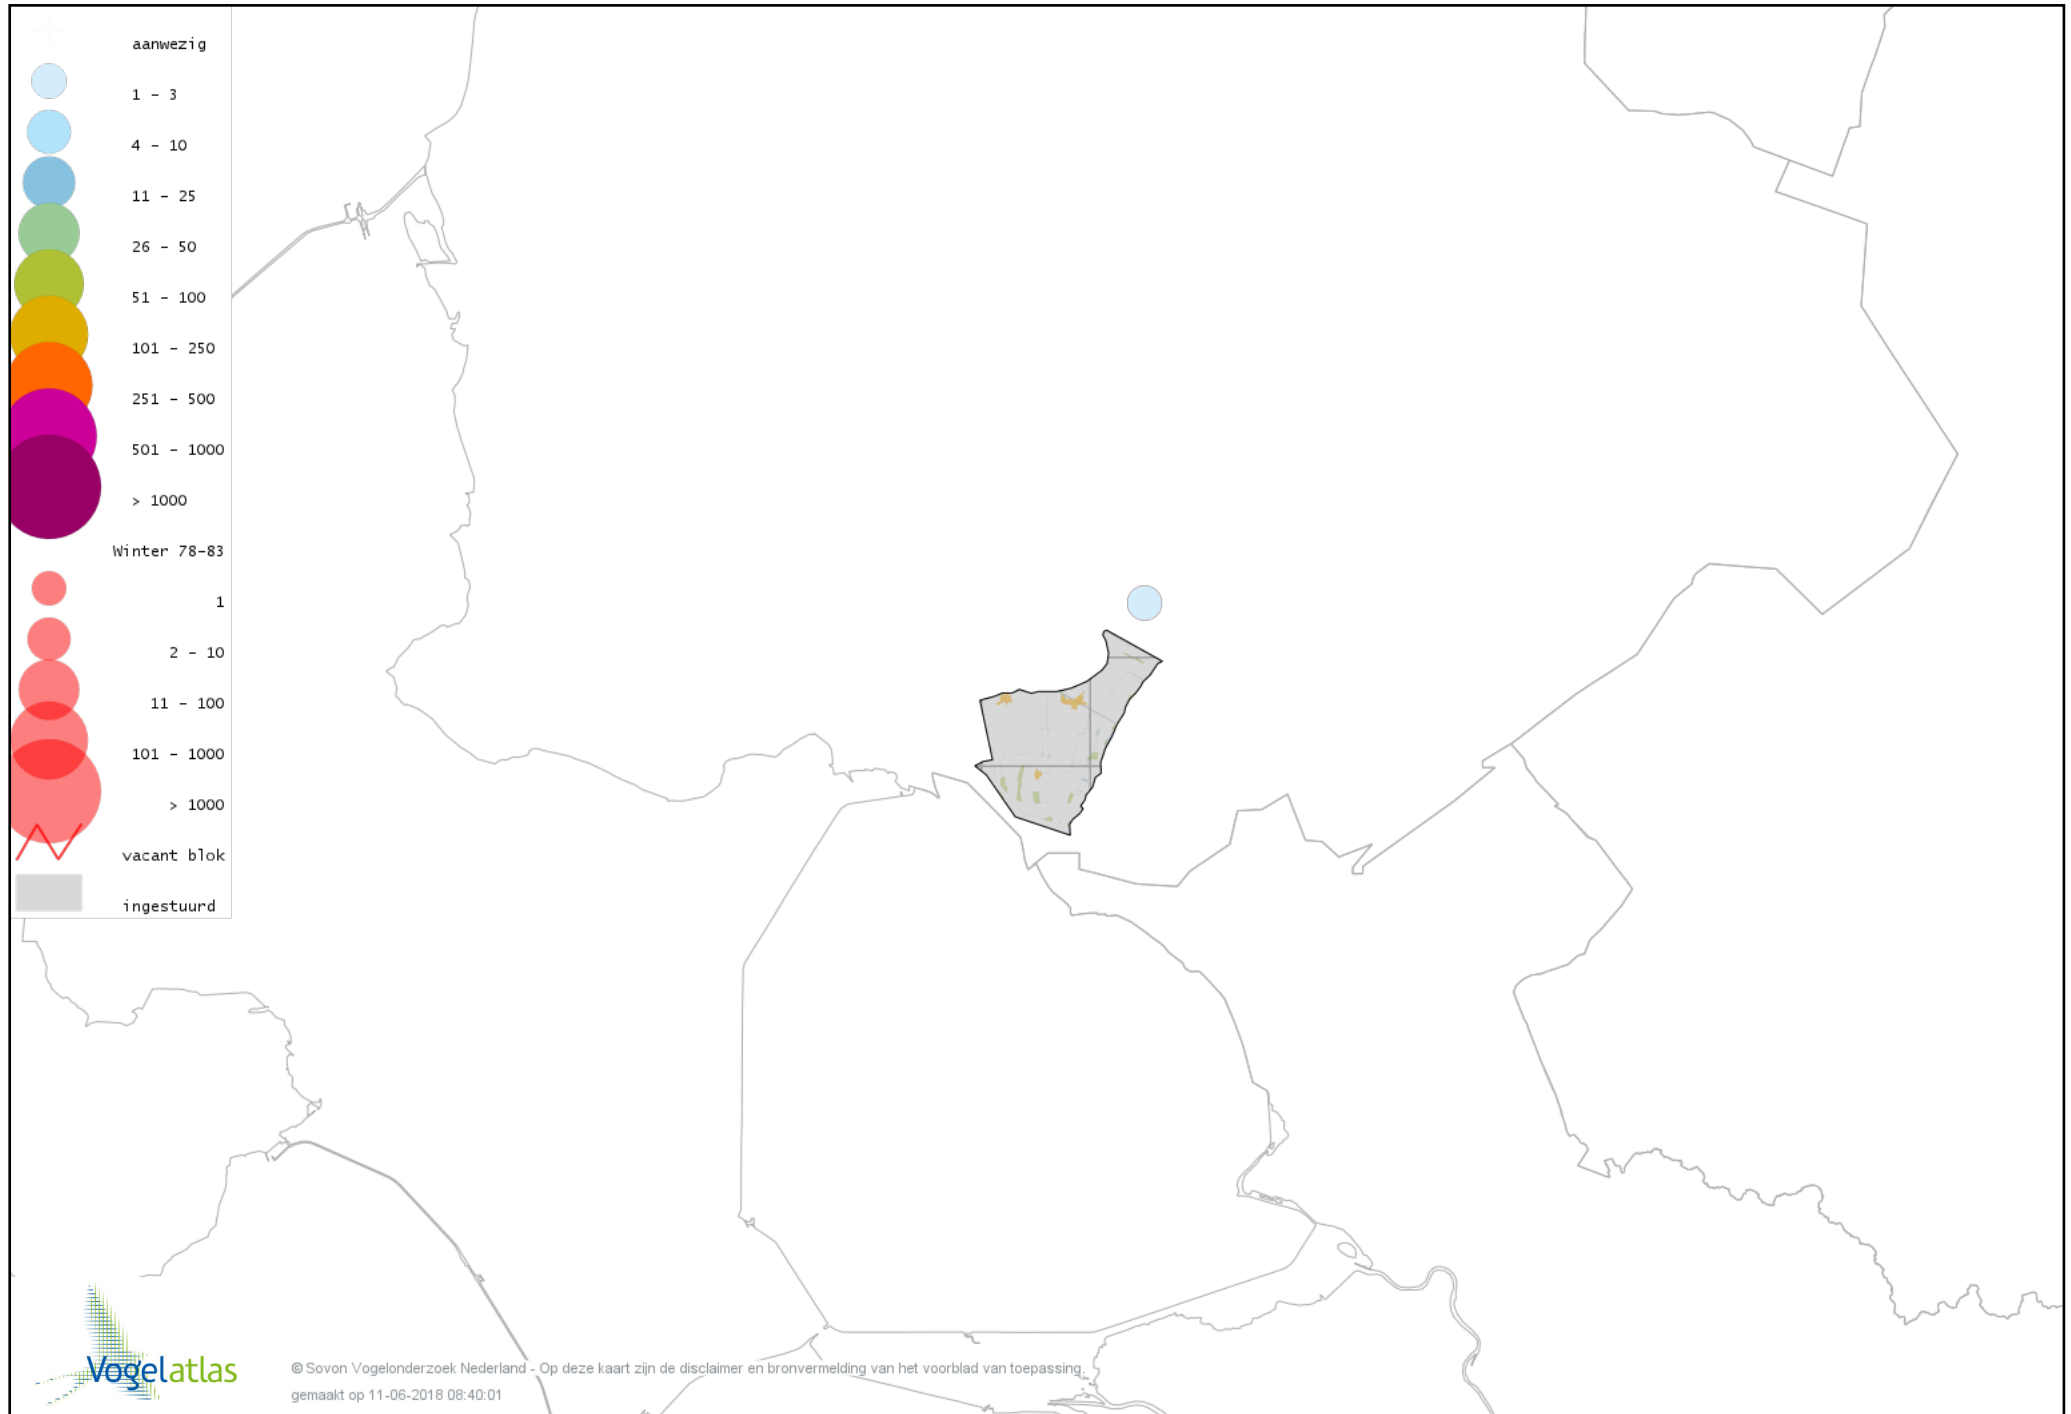 aanwezig
1 - 3
4 - 10
11 - 25
26 - 50
51 - 100
101 - 250
251 - 500
501 - 1000
> 1000
Winter 78-83
1
2 - 10
11 - 100
101 - 1000
> 1000
vacant blok
ingestuurd
Vogelatlas
© Sovon Vogelonderzoek Nederland - Op deze kaart zijn de disclaimer en bronvermelding van het voorblad van toepassing.
gemaakt op 11-06-2018 08:40:01